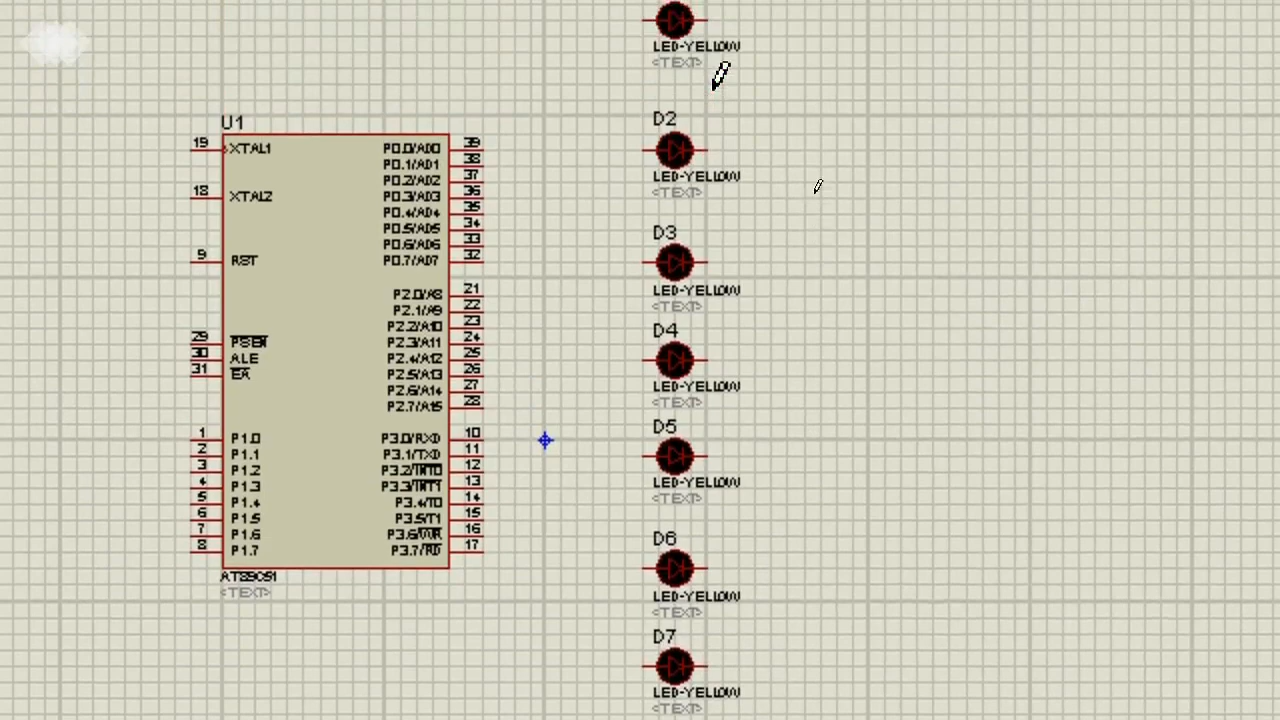 LED-YELLOW
<TEXT>
U1
19 XTAL1
18 XTAL2
9 RST
29 PSEN
30 ALE
31 EA
1 P1.0
2 P1.1
3 P1.2
4 P1.3
5 P1.4
6 P1.5
7 P1.6
8 P1.7
P0.0/AD0 39
P0.1/AD1 38
P0.2/AD2 37
P0.3/AD3 36
P0.4/AD4 35
P0.5/AD5 34
P0.6/AD6 33
P0.7/AD7 32
P2.0/A8 21
P2.1/A9 22
P2.2/A10 23
P2.3/A11 24
P2.4/A12 25
P2.5/A13 26
P2.6/A14 27
P2.7/A15 28
P3.0/RXD 10
P3.1/TXD 11
P3.2/INT0 12
P3.3/INT1 13
P3.4/T0 14
P3.5/T1 15
P3.6/WR 16
P3.7/RD 17
AT89C51
<TEXT>
D2
LED-YELLOW
<TEXT>
D3
LED-YELLOW
<TEXT>
D4
LED-YELLOW
<TEXT>
D5
LED-YELLOW
<TEXT>
D6
LED-YELLOW
<TEXT>
D7
LED-YELLOW
<TEXT>